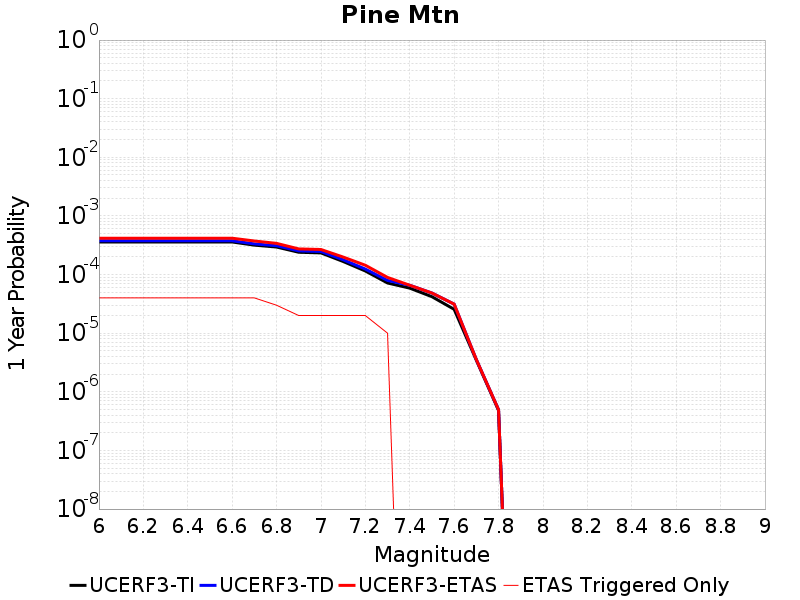 Pine Mtn
10^0
10^-1
10^-2
10^-3
10^-4
10^-5
10^-6
10^-7
10^-8
1 Year Probability
6 6.2 6.4 6.6 6.8 7 7.2 7.4 7.6 7.8 8 8.2 8.4 8.6 8.8 9
Magnitude
UCERF3-TI UCERF3-TD UCERF3-ETAS ETAS Triggered Only